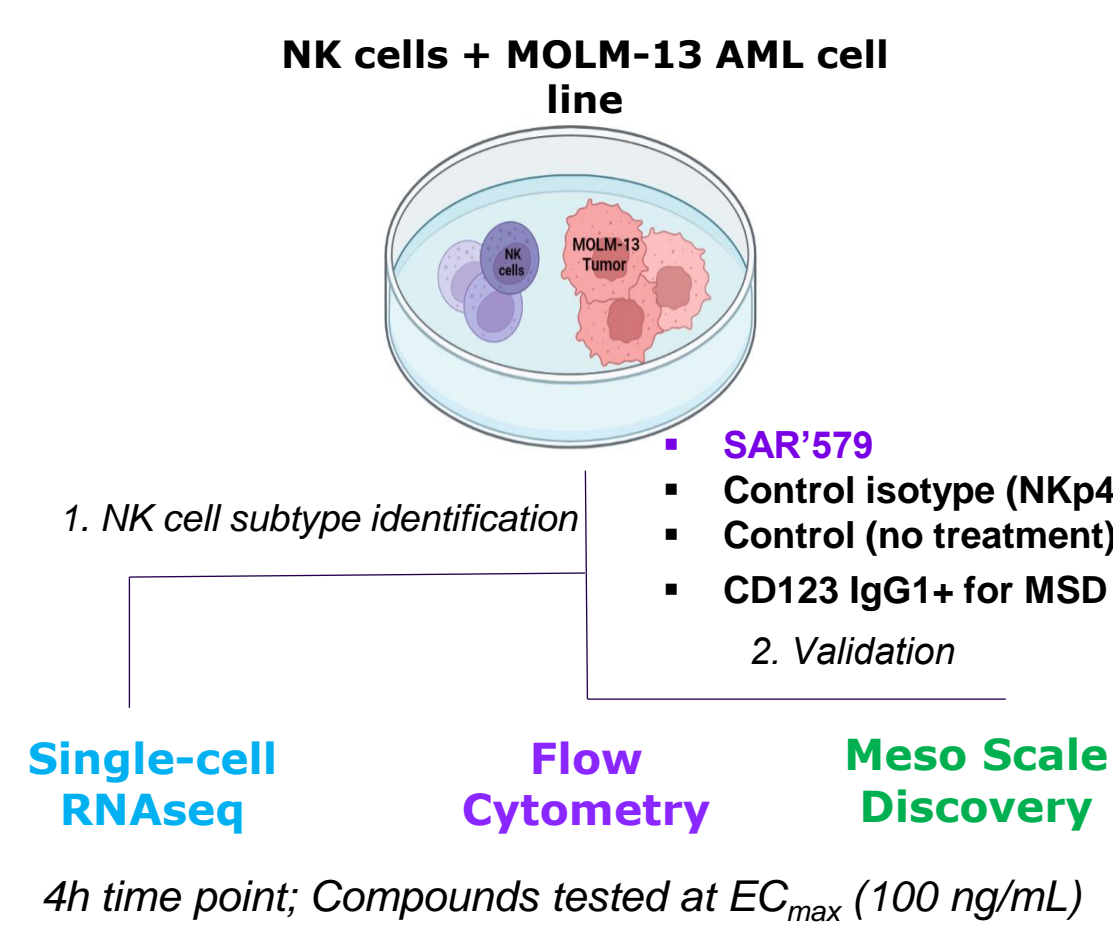 NK cells + MOLM-13 AML cell
line
NK
cells
MOLM-13
Tumor
▪ SAR’579
▪ Control isotype (NKp4
▪ Control (no treatment)
▪ CD123 IgG1+ for MSD
1. NK cell subtype identification
2. Validation
Single-cell
RNAseq
Flow
Cytometry
Meso Scale
Discovery
4h time point; Compounds tested at ECmax (100 ng/mL)